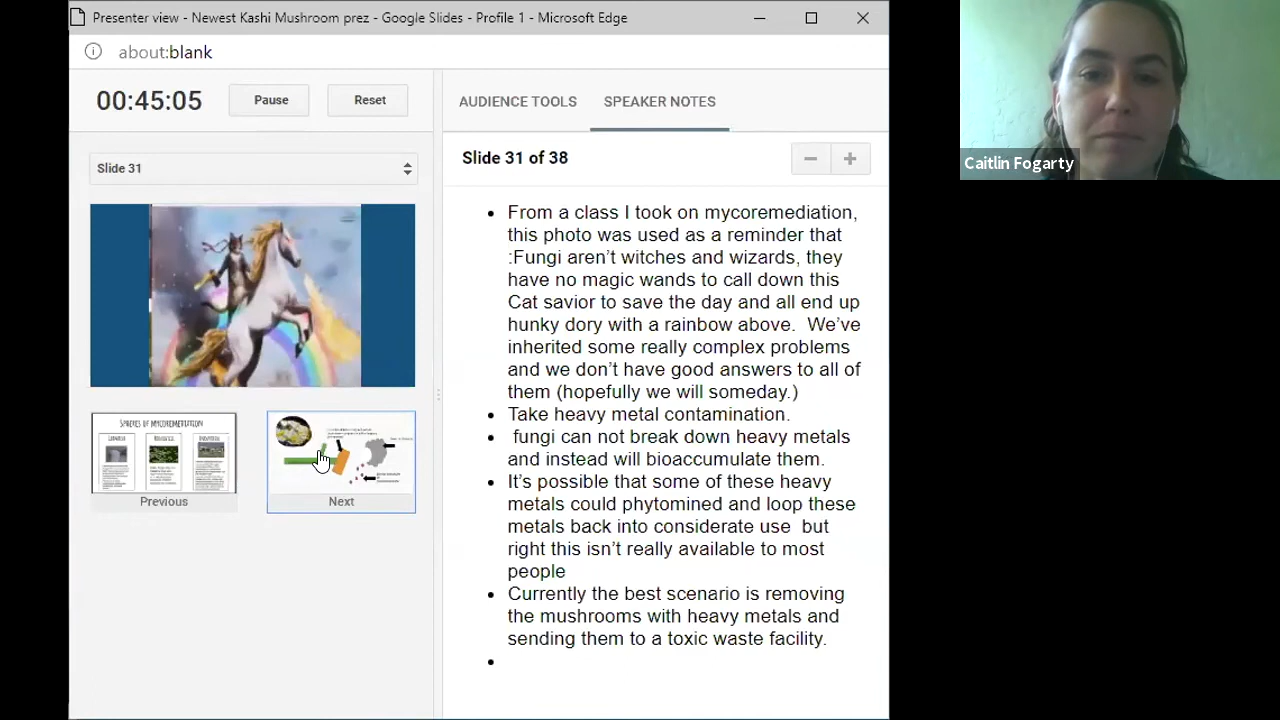 Presenter view - Newest Kashi Mushroom prez - Google Slides - Profile 1 - Microsoft Edge
about:blank
00:45:05
Pause
Reset
Slide 31
SPHERES OF MYCOREMEDIATION
Previous
Next
AUDIENCE TOOLS
SPEAKER NOTES
Slide 31 of 38
• From a class I took on mycoremediation,
this photo was used as a reminder that
:Fungi aren’t witches and wizards, they
have no magic wands to call down this
Cat savior to save the day and all end up
hunky dory with a rainbow above. We’ve
inherited some really complex problems
and we don’t have good answers to all of
them (hopefully we will someday.)
• Take heavy metal contamination.
• fungi can not break down heavy metals
and instead will bioaccumulate them.
• It’s possible that some of these heavy
metals could phytomined and loop these
metals back into considerate use but
right this isn’t really available to most
people
• Currently the best scenario is removing
the mushrooms with heavy metals and
sending them to a toxic waste facility.
•
Caitlin Fogarty